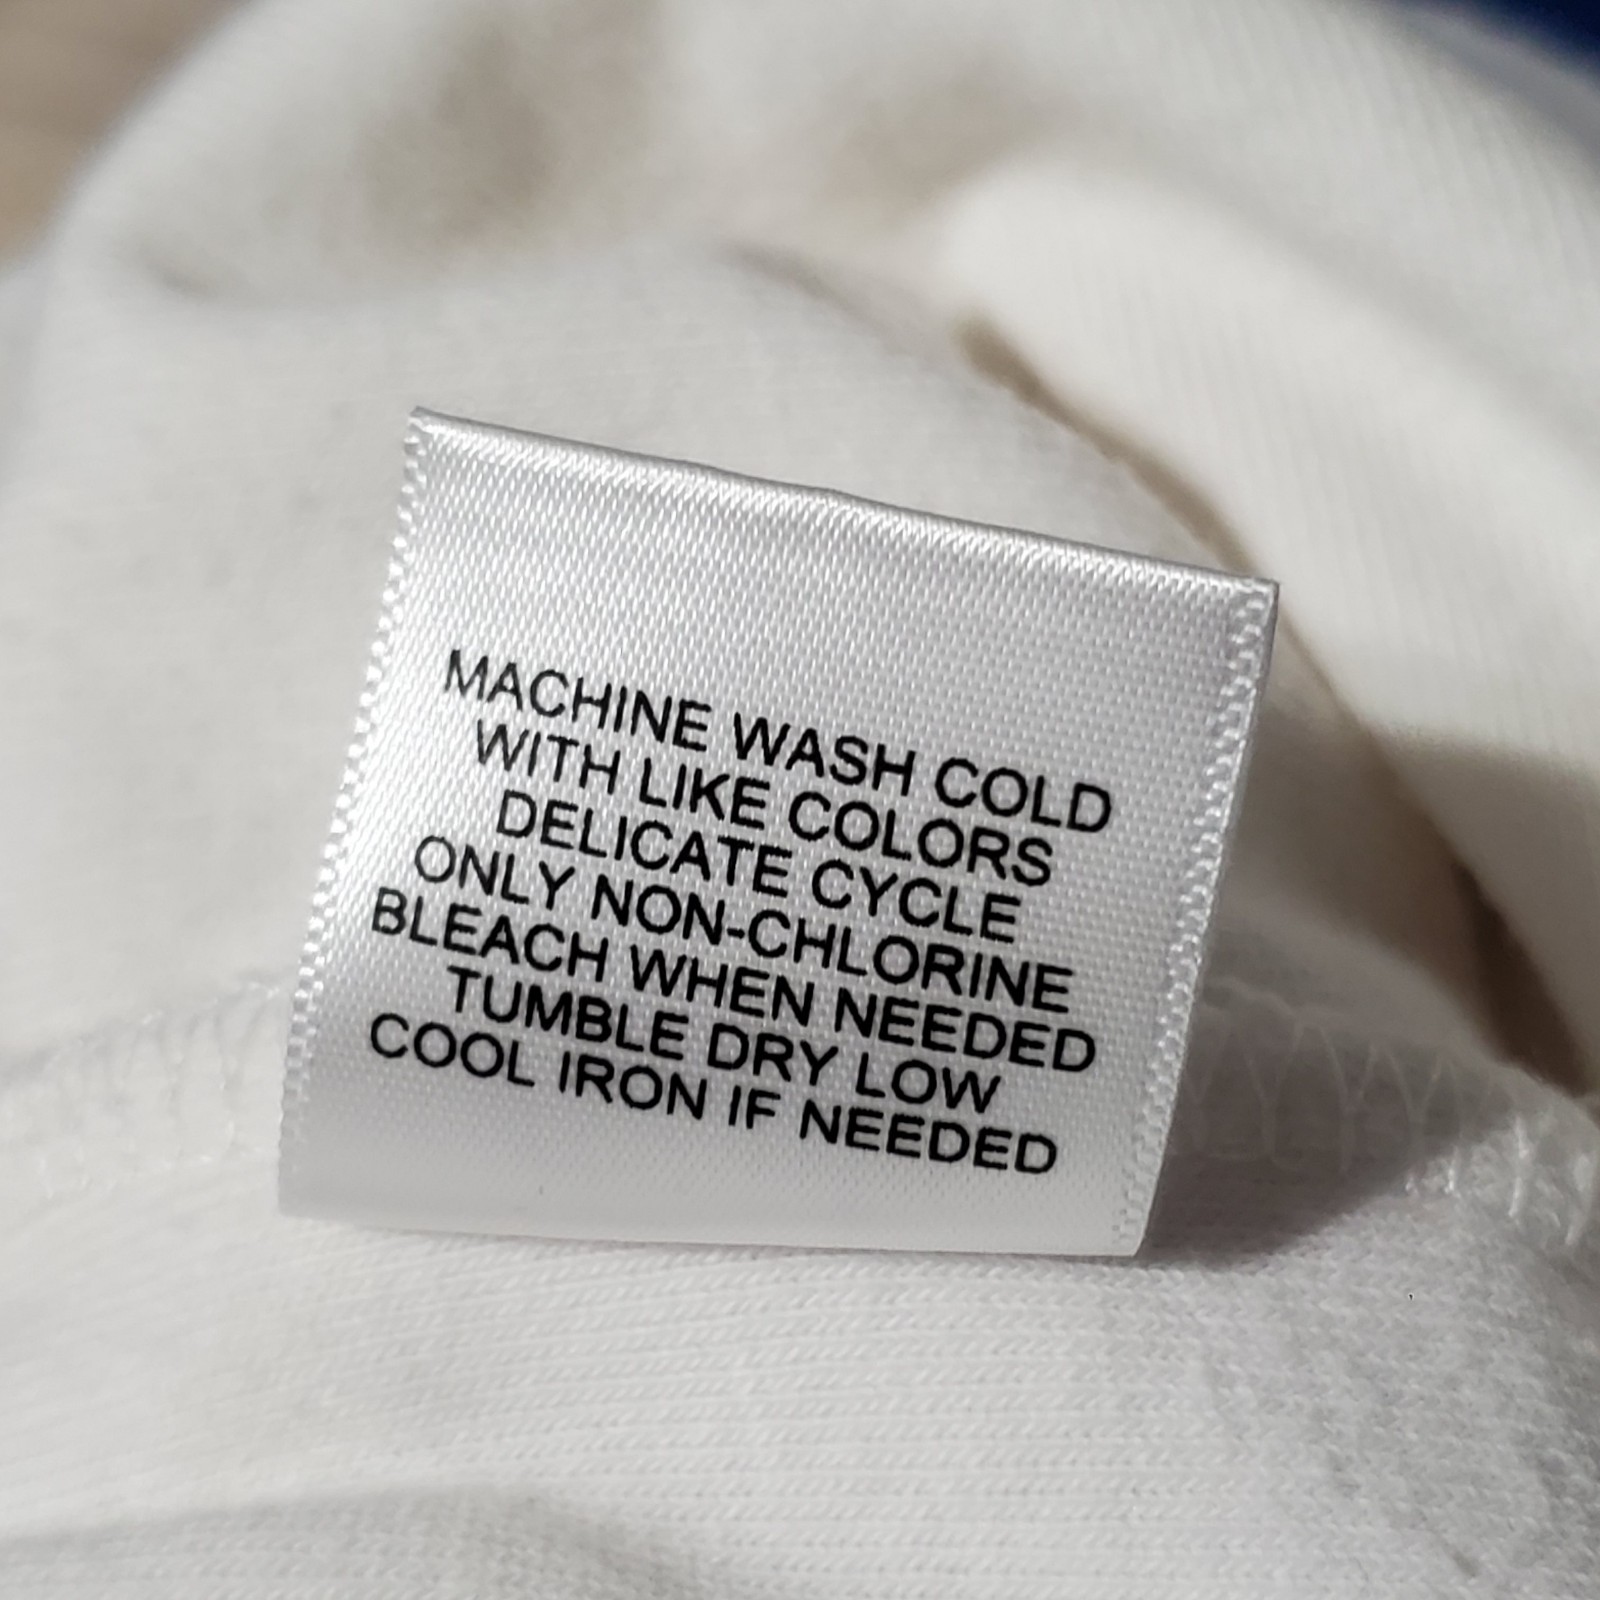 MACHINE WASH COLD
WITH LIKE COLORS
DELICATE CYCLE
ONLY NON-CHLORINE
BLEACH WHEN NEEDED
TUMBLE DRY LOW
COOL IRON IF NEEDED